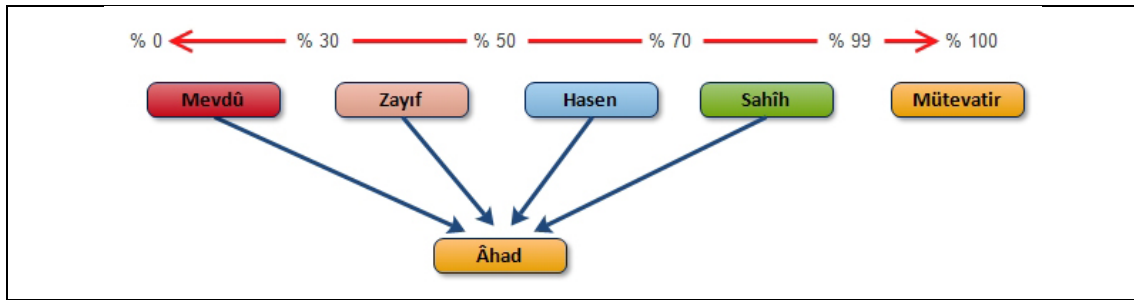 % 0 % 30 % 50 % 70 % 99 % 100
Mevdû Zayıf Hasen Sahîh Mütevatir
Âhad